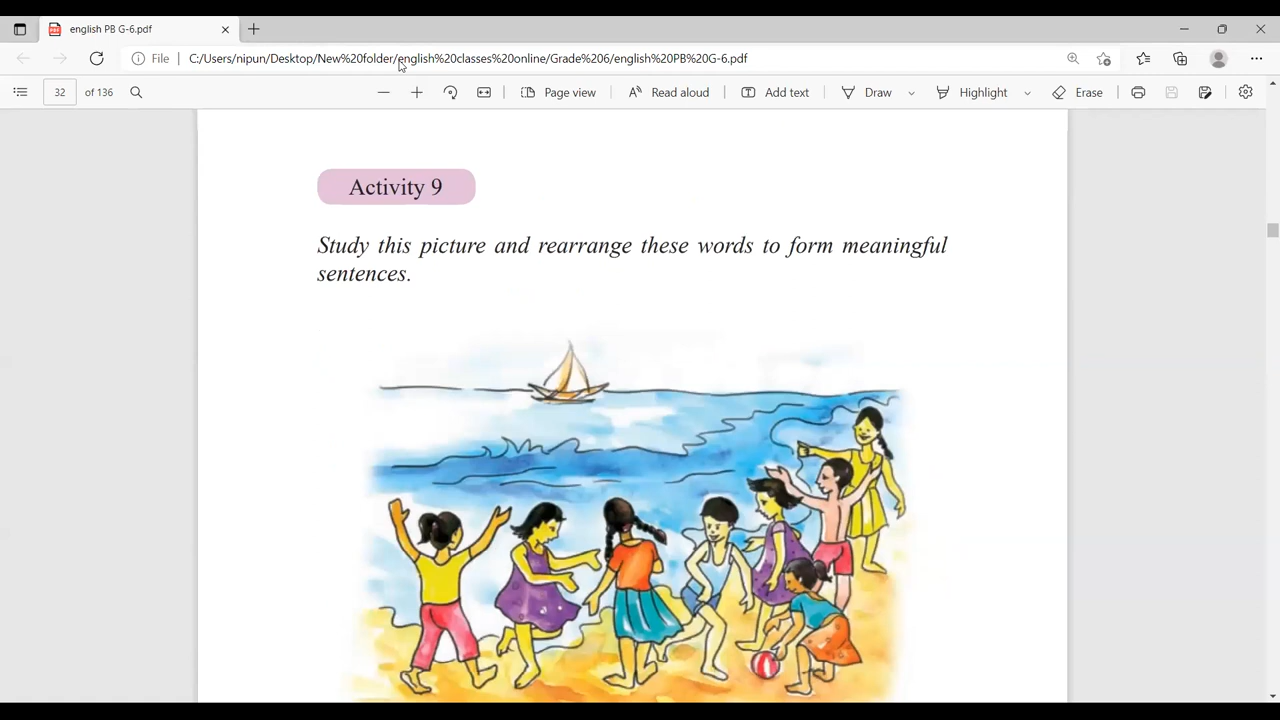 english PB G-6.pdf
File C:/Users/nipun/Desktop/New%20folder/english%20classes%20online/Grade%206/english%20PB%20G-6.pdf
32 of 136 Page view Read aloud Add text Draw Highlight Erase
Activity 9
Study this picture and rearrange these words to form meaningful
sentences.